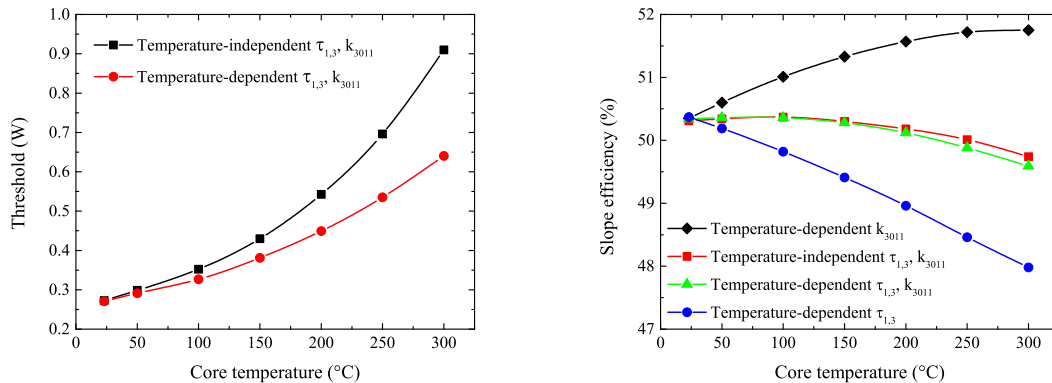 1.0
0.9
0.8
0.7
0.6
0.5
0.4
0.3
0.2
0
50
100
150
200
250
300
Threshold (W)
Core temperature (°C)
Temperature-independent τ1,3, k3011
Temperature-dependent τ1,3, k3011
52
51
50
49
48
47
0
50
100
150
200
250
300
Slope efficiency (%)
Core temperature (°C)
Temperature-dependent k3011
Temperature-independent τ1,3, k3011
Temperature-dependent τ1,3, k3011
Temperature-dependent τ1,3